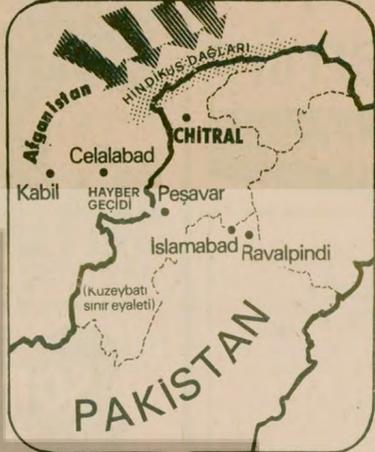 HİNDİKUŞ DAĞLARI
Afganistan
CHİTRAL
Celalabad
Kabil
HAYBER
GEÇİDİ
Peşavar
İslamabad
Ravalpindi
(Kuzeybatı
sınır eyaleti)
PAKİSTAN